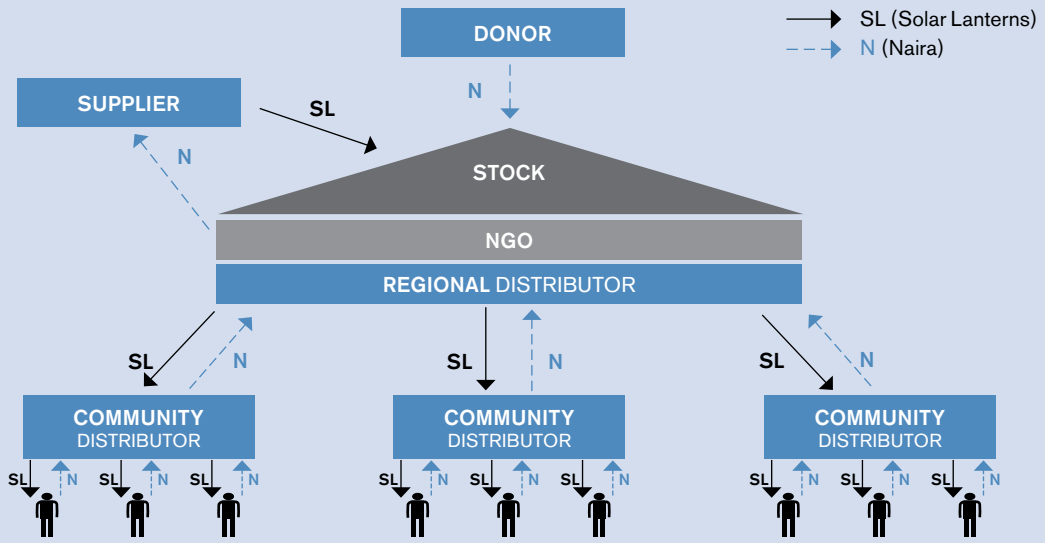 DONOR
SL (Solar Lanterns)
N (Naira)
N
SUPPLIER
SL
N
STOCK
NGO
REGIONAL DISTRIBUTOR
SL
N
SL
N
SL
N
COMMUNITY
DISTRIBUTOR
COMMUNITY
DISTRIBUTOR
COMMUNITY
DISTRIBUTOR
SL
N
SL
N
SL
N
SL
N
SL
N
SL
N
SL
N
SL
N
SL
N